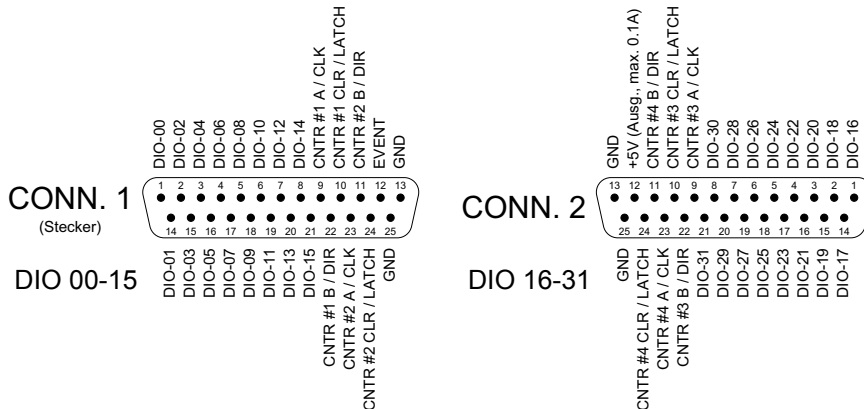 DIO-00
DIO-02
DIO-04
DIO-06
DIO-08
DIO-10
DIO-12
DIO-14
CNTR #1 A / CLK
CNTR #1 CLR / LATCH
CNTR #2 B / DIR
EVENT
GND
1 2 3 4 5 6 7 8 9 10 11 12 13
CONN. 1
(Stecker)
14 15 16 17 18 19 20 21 22 23 24 25
DIO 00-15
DIO-01
DIO-03
DIO-05
DIO-07
DIO-09
DIO-11
DIO-13
DIO-15
CNTR #1 B / DIR
CNTR #2 A / CLK
CNTR #2 CLR / LATCH
GND
GND
+5V (Ausg., max. 0.1A)
CNTR #4 B / DIR
CNTR #3 CLR / LATCH
CNTR #3 A / CLK
DIO-30
DIO-28
DIO-26
DIO-24
DIO-22
DIO-20
DIO-18
DIO-16
13 12 11 10 9 8 7 6 5 4 3 2 1
CONN. 2
25 24 23 22 21 20 19 18 17 16 15 14
DIO 16-31
GND
CNTR #4 CLR / LATCH
CNTR #4 A / CLK
CNTR #3 B / DIR
DIO-31
DIO-29
DIO-27
DIO-25
DIO-23
DIO-21
DIO-19
DIO-17